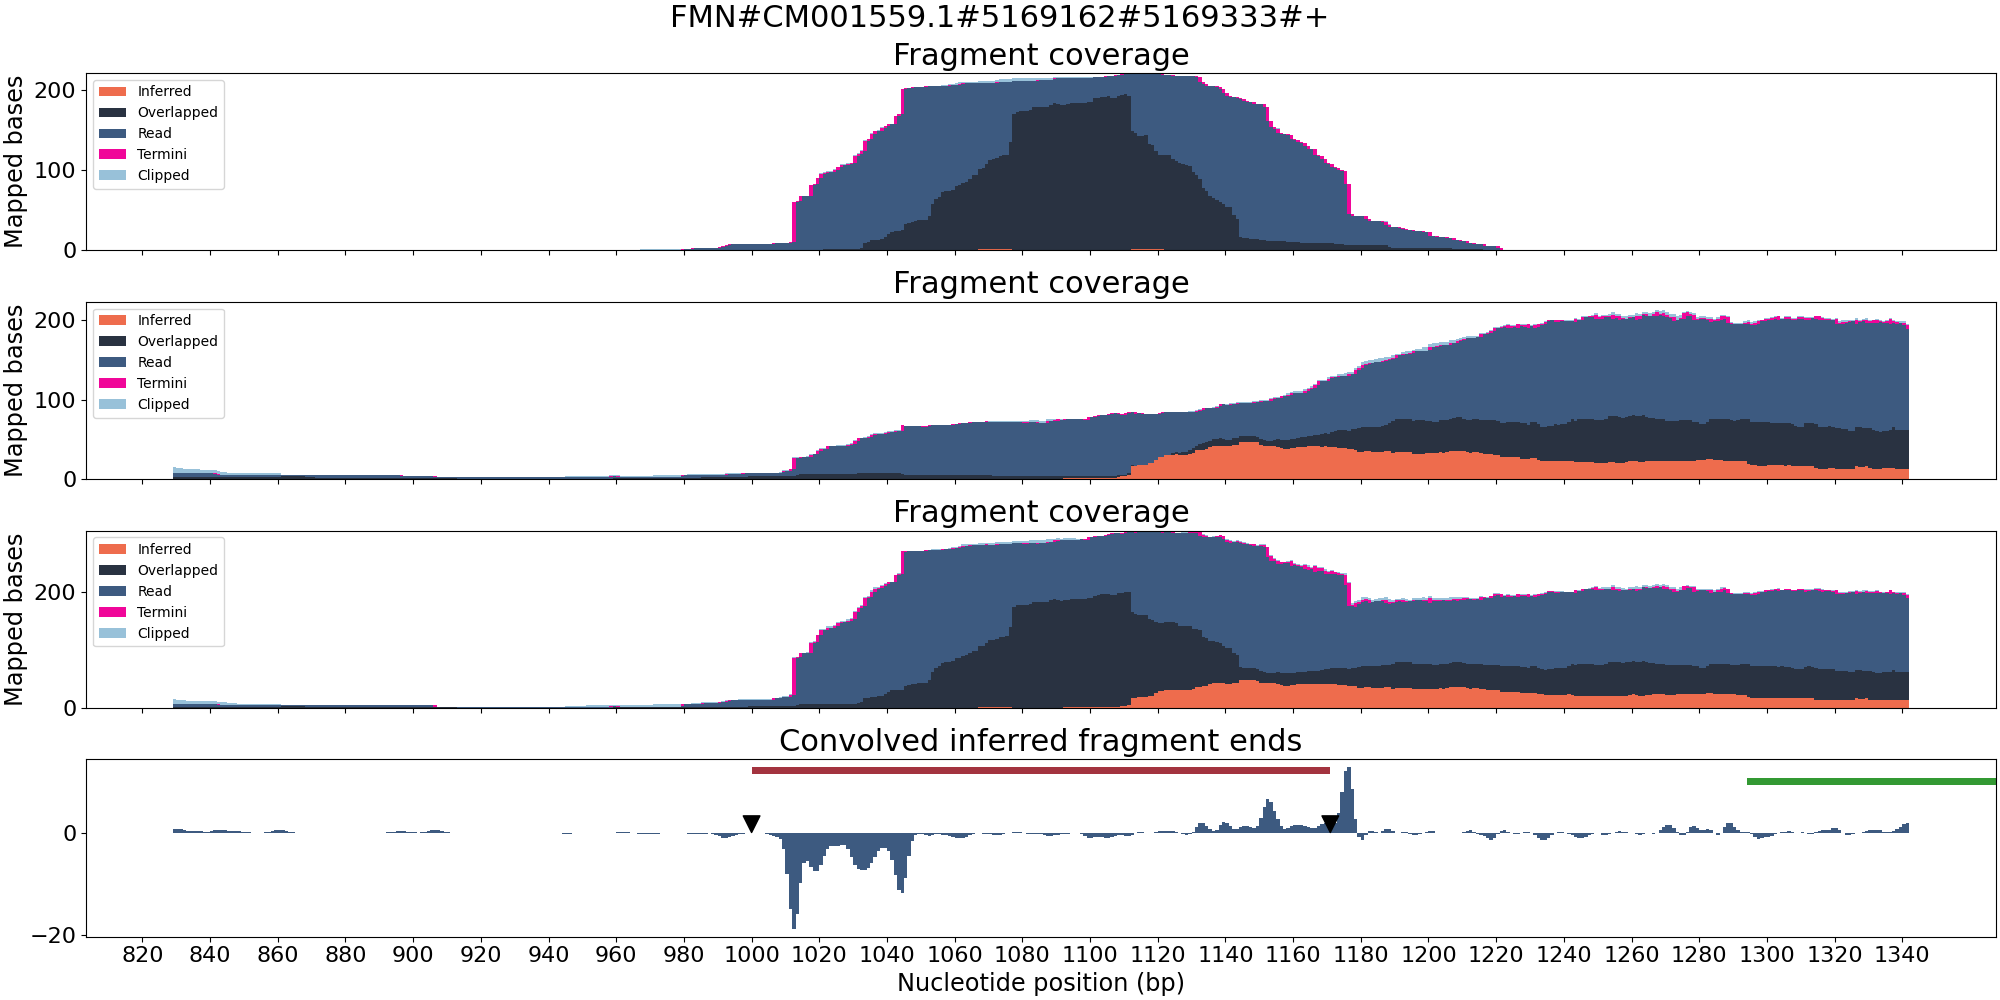 FMN#CM001559.1#5169162#5169333#+
Fragment coverage
Mapped bases
200
100
0
Inferred
Overlapped
Read
Termini
Clipped
Fragment coverage
Mapped bases
200
100
0
Inferred
Overlapped
Read
Termini
Clipped
Fragment coverage
Mapped bases
200
0
Inferred
Overlapped
Read
Termini
Clipped
Convolved inferred fragment ends
0
−20
820 840 860 880 900 920 940 960 980 1000 1020 1040 1060 1080 1100 1120 1140 1160 1180 1200 1220 1240 1260 1280 1300 1320 1340
Nucleotide position (bp)